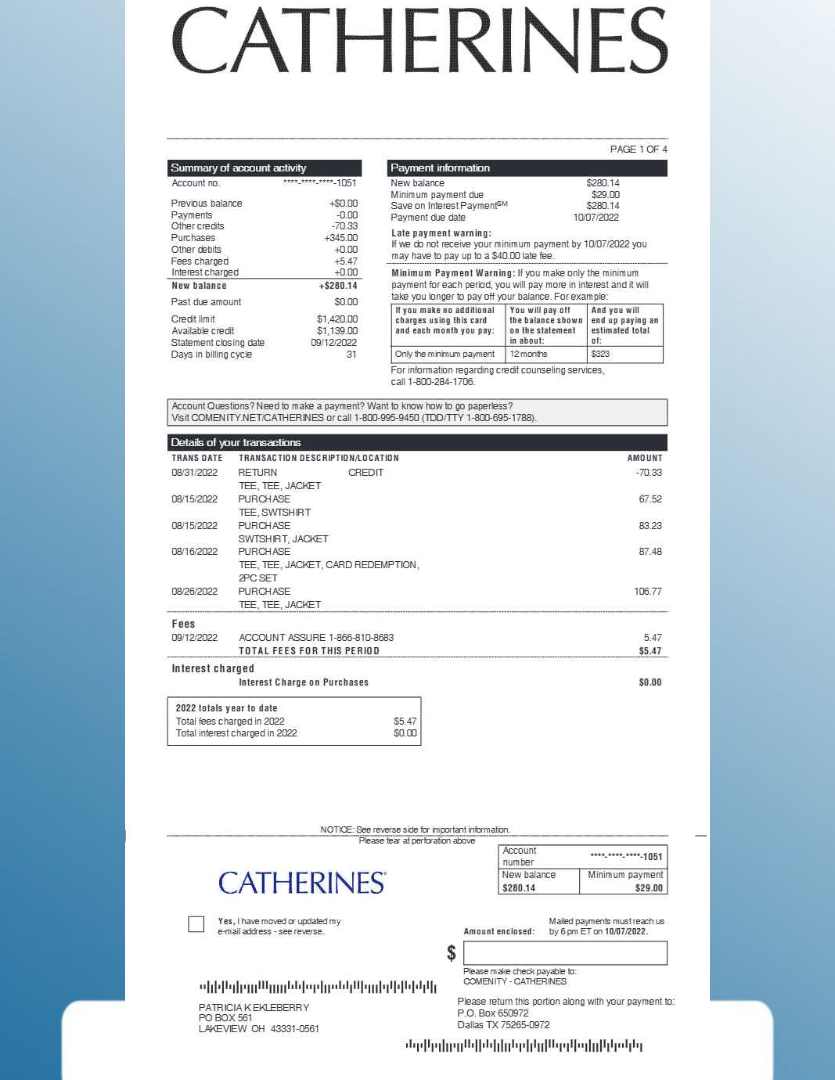 CATHERINES
PAGE 1 OF 4
Summary of account activity
Account no. ****-****-****-1051
Previous balance +$0.00
Payments -0.00
Other credits -70.33
Purchases +345.00
Other debits +0.00
Fees charged +5.47
Interest charged +0.00
New balance +$280.14
Past due amount $0.00
Credit limit $1,420.00
Available credit $1,139.00
Statement closing date 09/12/2022
Days in billing cycle 31
Payment information
New balance $280.14
Minimum payment due $29.00
Save on Interest Payment℠ $280.14
Payment due date 10/07/2022
Late payment warning:
If we do not receive your minimum payment by 10/07/2022 you
may have to pay up to a $40.00 late fee.
Minimum Payment Warning: If you make only the minimum
payment for each period, you will pay more in interest and it will
take you longer to pay off your balance. For example:
If you make no additional
charges using this card
and each month you pay:
You will pay off
the balance shown
on the statement
in about:
And you will
end up paying an
estimated total
of:
Only the minimum payment 12 months $323
For information regarding credit counseling services,
call 1-800-284-1706.
Account Questions? Need to make a payment? Want to know how to go paperless?
Visit COMENITY.NET/CATHERINES or call 1-800-995-9450 (TDD/TTY 1-800-695-1788).
Details of your transactions
TRANS DATE TRANSACTION DESCRIPTION/LOCATION AMOUNT
08/31/2022 RETURN CREDIT -70.33
TEE, TEE, JACKET
08/15/2022 PURCHASE 67.52
TEE, SWTSHIRT
08/15/2022 PURCHASE 83.23
SWTSHIRT, JACKET
08/16/2022 PURCHASE 87.48
TEE, TEE, JACKET, CARD REDEMPTION,
2PC SET
08/26/2022 PURCHASE 106.77
TEE, TEE, JACKET
Fees
09/12/2022 ACCOUNT ASSURE 1-866-810-8683 5.47
TOTAL FEES FOR THIS PERIOD $5.47
Interest charged
Interest Charge on Purchases $0.00
2022 totals year to date
Total fees charged in 2022 $5.47
Total interest charged in 2022 $0.00
NOTICE: See reverse side for important information.
Please tear at perforation above
CATHERINES®
Account
number
****-****-****-1051
New balance Minimum payment
$280.14 $29.00
Yes, I have moved or updated my
e-mail address - see reverse.
Mailed payments must reach us
Amount enclosed: by 6 pm ET on 10/07/2022.
$
Please make check payable to:
COMENITY - CATHERINES
PATRICIA K EKLEBERRY
PO BOX 561
LAKEVIEW OH 43331-0561
Please return this portion along with your payment to:
P.O. Box 650972
Dallas TX 75265-0972